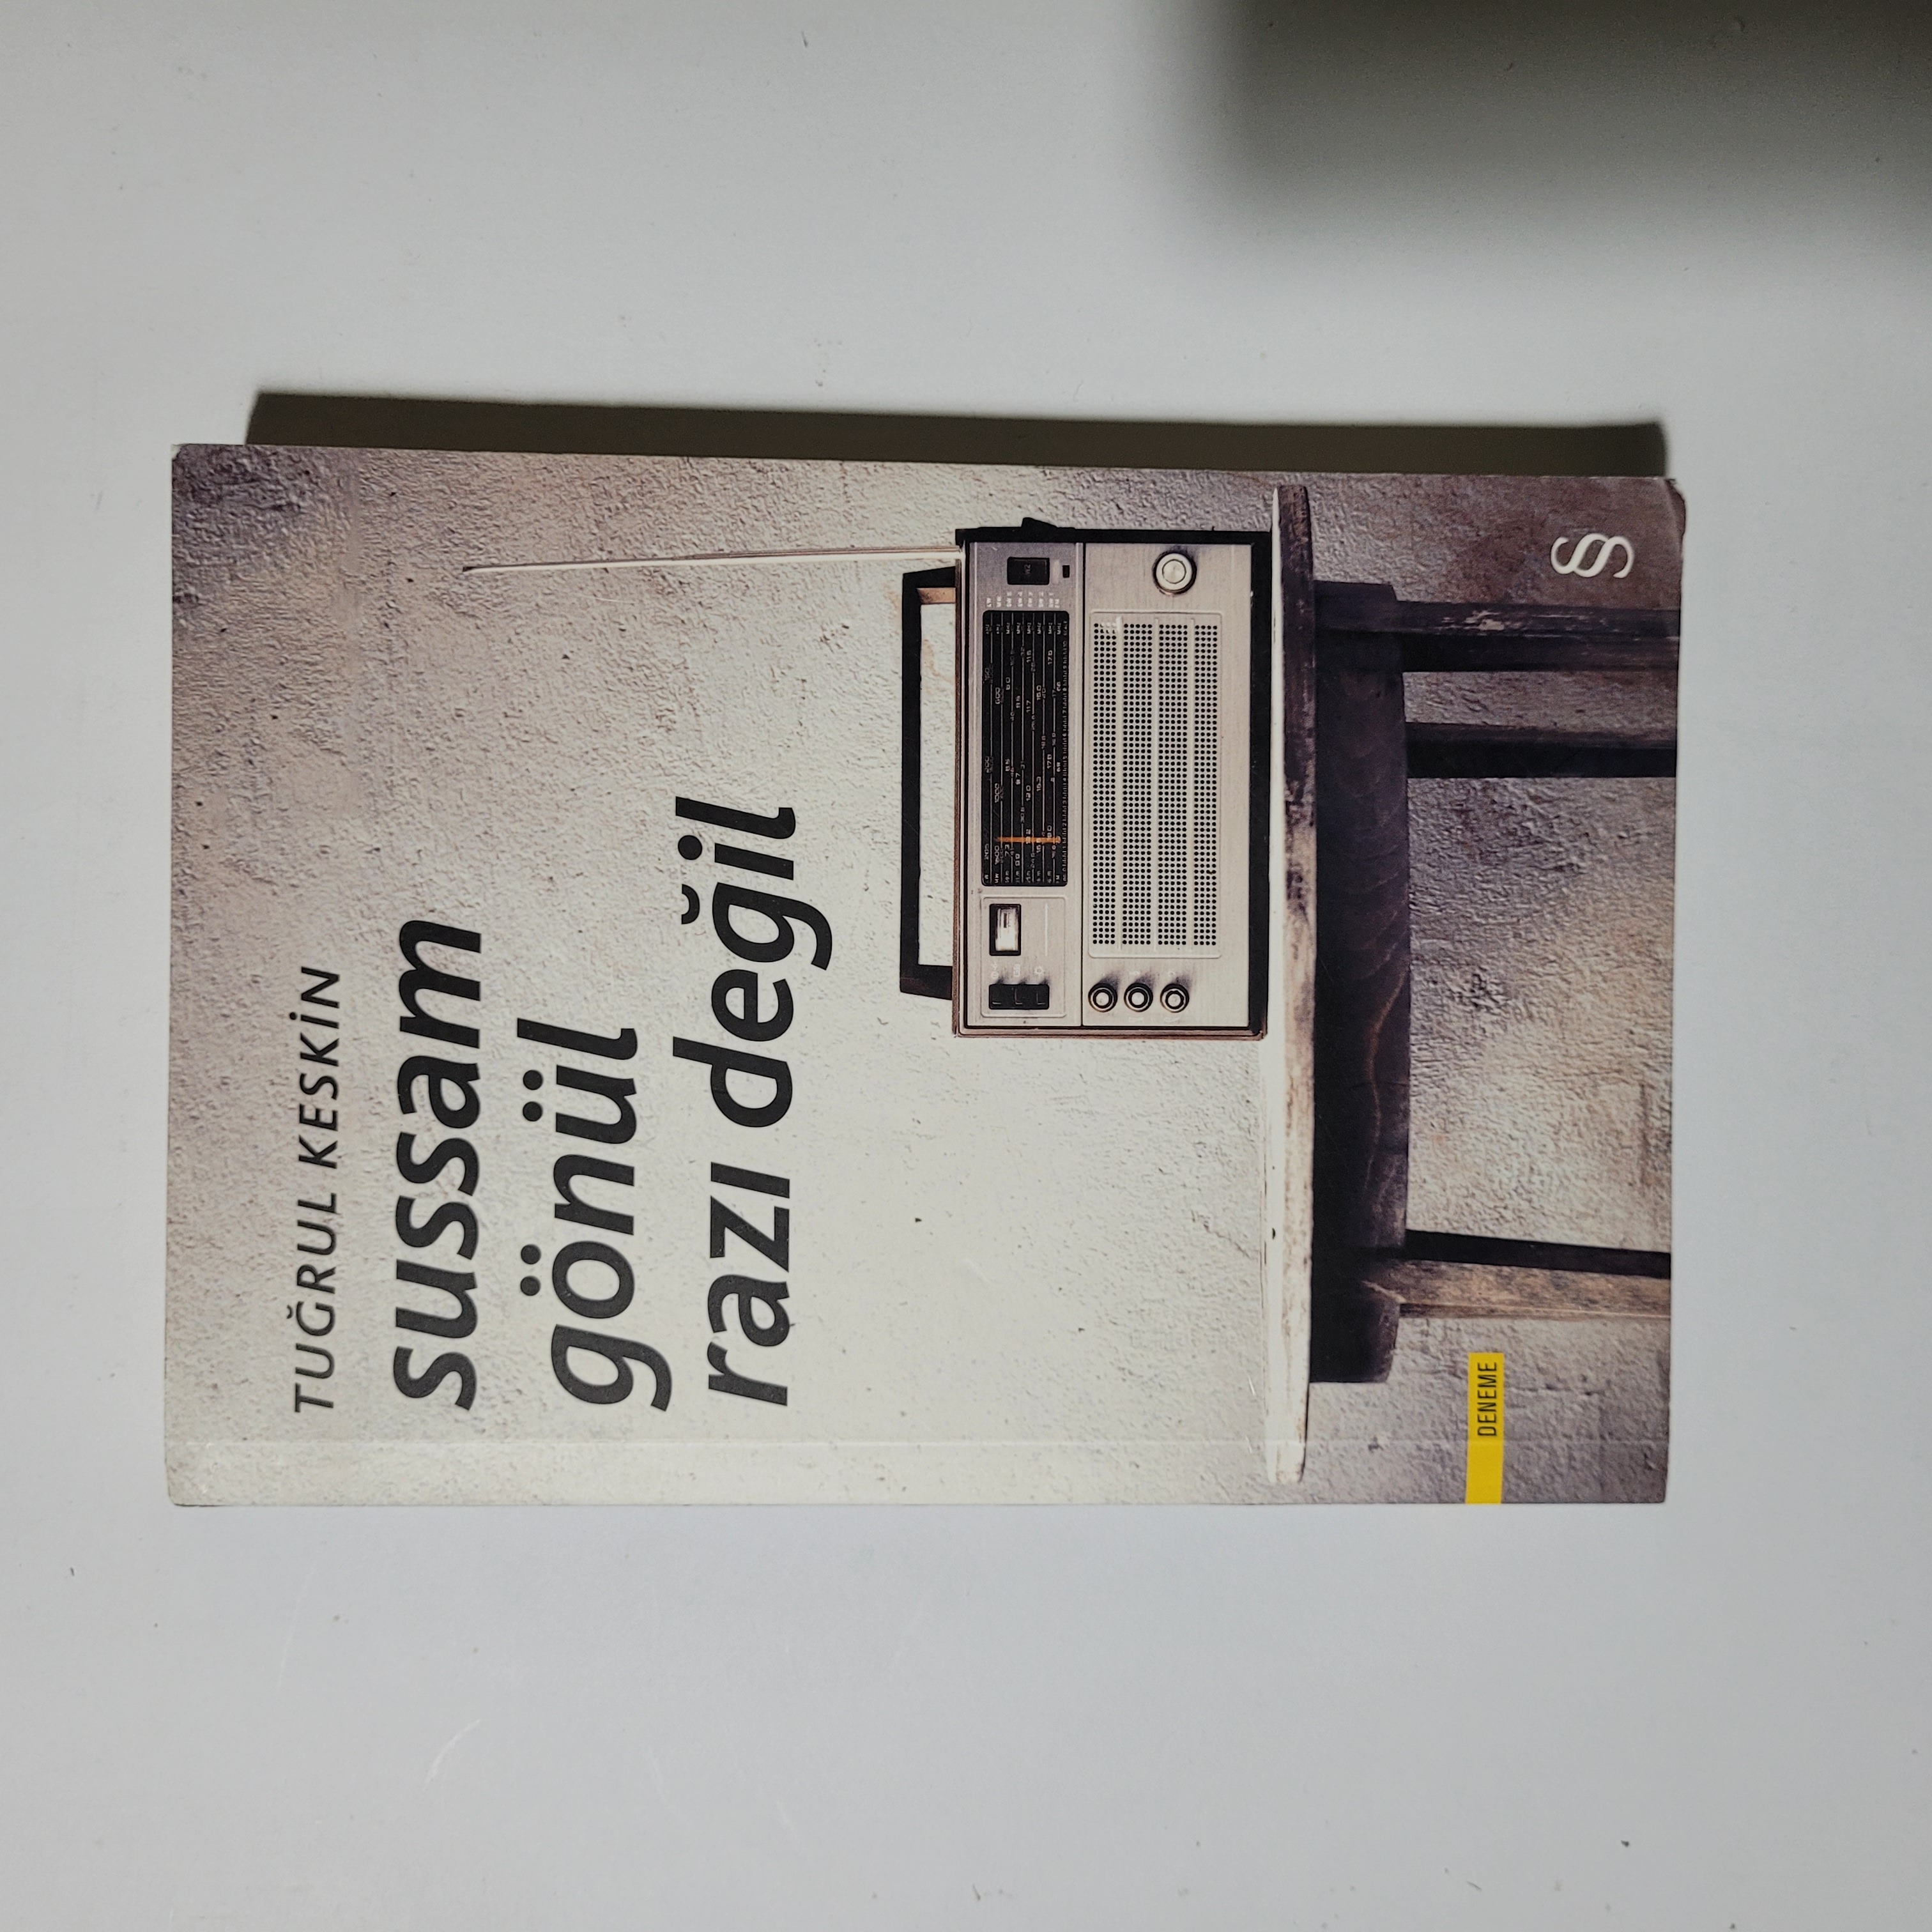 TUĞRUL KESKİN
sussam
gönül
razı değil
DENEME